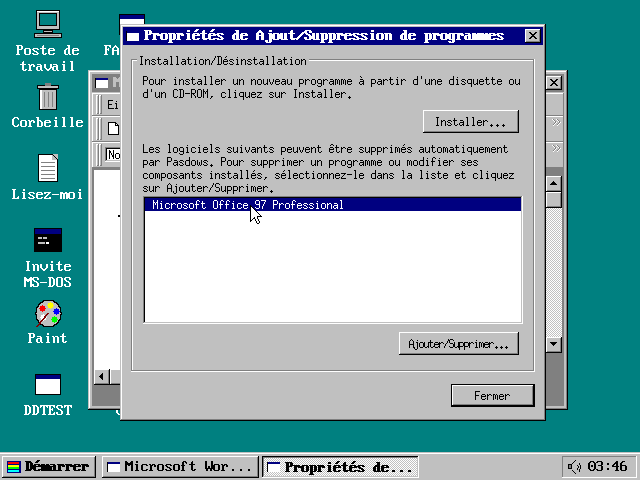 Poste de
travail
FA
Corbeille
Lisez-moi
Invite
MS-DOS
Paint
DDTEST
Ei
No
Propriétés de Ajout/Suppression de programmes
Installation/Désinstallation
Pour installer un nouveau programme à partir d'une disquette ou
d'un CD-ROM, cliquez sur Installer.
Installer...
Les logiciels suivants peuvent être supprimés automatiquement
par Pasdows. Pour supprimer un programme ou modifier ses
composants installés, sélectionnez-le dans la liste et cliquez
sur Ajouter/Supprimer.
Microsoft Office 97 Professional
Ajouter/Supprimer...
Fermer
Démarrer
Microsoft Wor...
Propriétés de...
03:46